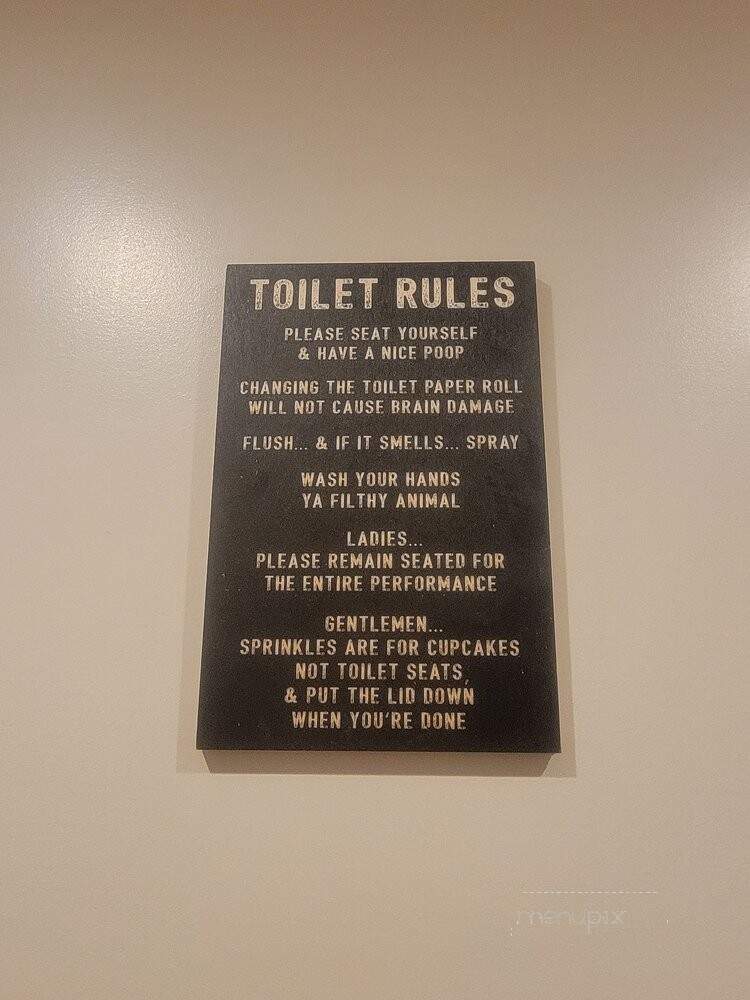 TOILET RULES
PLEASE SEAT YOURSELF
& HAVE A NICE POOP
CHANGING THE TOILET PAPER ROLL
WILL NOT CAUSE BRAIN DAMAGE
FLUSH... & IF IT SMELLS... SPRAY
WASH YOUR HANDS
YA FILTHY ANIMAL
LADIES...
PLEASE REMAIN SEATED FOR
THE ENTIRE PERFORMANCE
GENTLEMEN...
SPRINKLES ARE FOR CUPCAKES
NOT TOILET SEATS,
& PUT THE LID DOWN
WHEN YOU'RE DONE
menupix